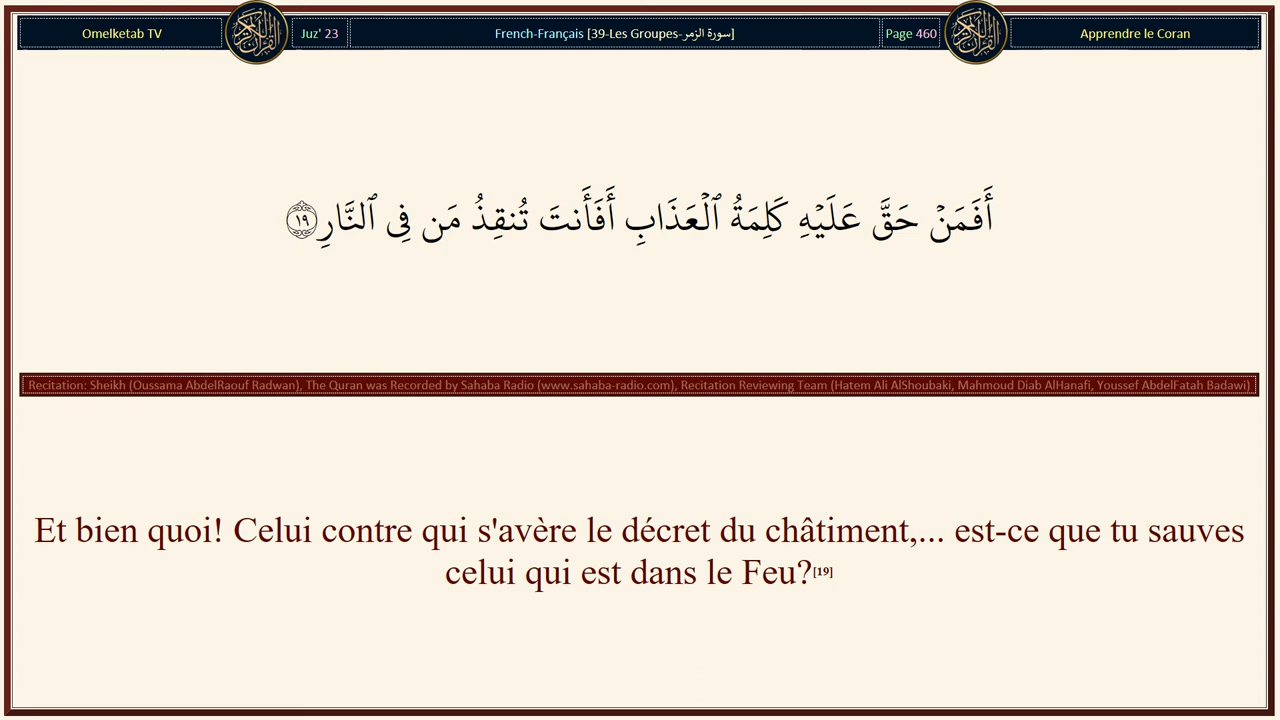 Omelketab TV
Juz' 23
French-Français [39-Les Groupes-سورة الزمر]
Page 460
Apprendre le Coran
أَفَمَنْ حَقَّ عَلَيْهِ كَلِمَةُ ٱلْعَذَابِ أَفَأَنتَ تُنقِذُ مَن فِى ٱلنَّارِ ١٩
Recitation: Sheikh (Oussama AbdelRaouf Radwan), The Quran was Recorded by Sahaba Radio (www.sahaba-radio.com), Recitation Reviewing Team (Hatem Ali AlShoubaki, Mahmoud Diab AlHanafi, Youssef AbdelFatah Badawi)
Et bien quoi! Celui contre qui s'avère le décret du châtiment,... est-ce que tu sauves
celui qui est dans le Feu?[19]